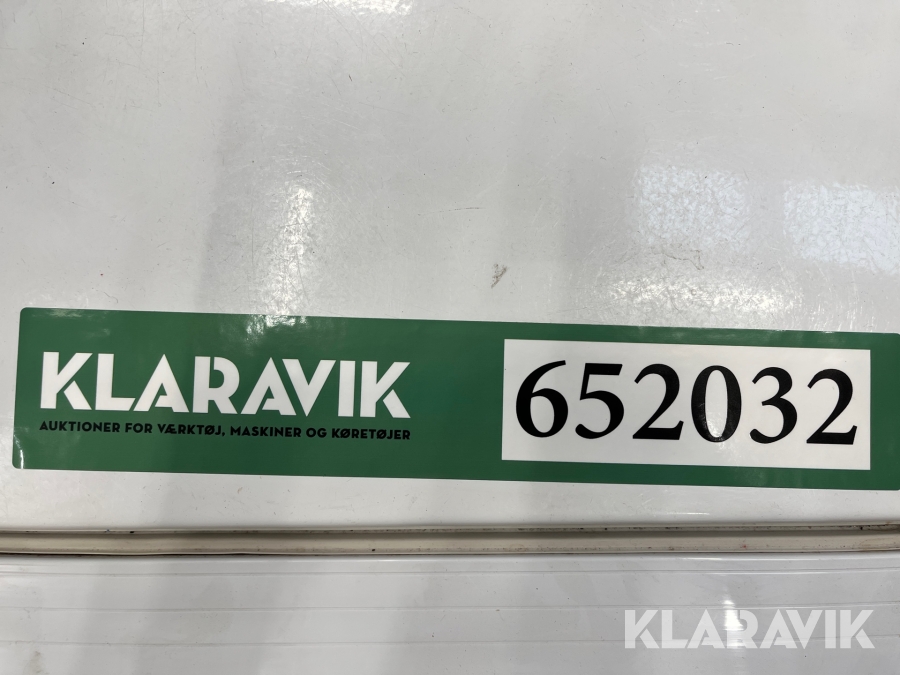 KLARAVIK
AUKTIONER FOR VÆRKTØJ, MASKINER OG KØRETØJER
652032
KLARAVIK